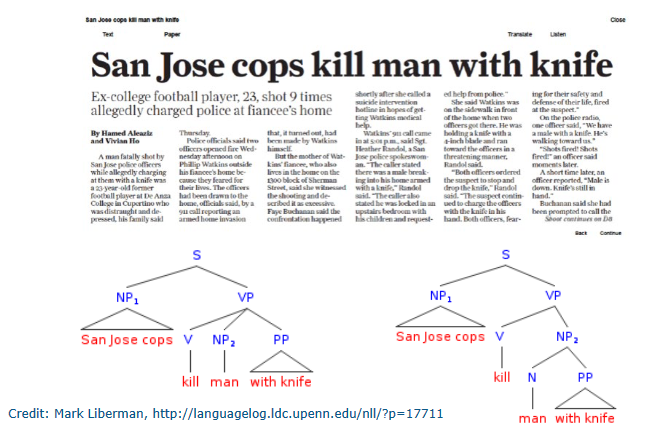 San Jose cops kill man with knife
Close
Text
Paper
Translate
Listen
San Jose cops kill man with knife
Ex-college football player, 23, shot 9 times
allegedly charged police at fiancee's home
By Hamed Aleaziz
and Vivian Ho
A man fatally shot by
San Jose police officers
while allegedly charging
at them with a knife was
a 23-year-old former
football player at De Anza
College in Cupertino who
was distraught and de-
pressed, his family said
Thursday.
Police officials said two
officers opened fire Wed-
nesday afternoon on
Phillip Watkins outside
his fiancee's home be-
cause they feared for
their lives. The officers
had been drawn to the
home, officials said, by a
911 call reporting an
armed home invasion
that, it turned out, had
been made by Watkins
himself.
But the mother of Wat-
kins' fiancee, who also
lives in the home on the
1300 block of Sherman
Street, said she witnessed
the shooting and de-
scribed it as excessive.
Faye Buchanan said the
confrontation happened
shortly after she called a
suicide intervention
hotline in hopes of get-
ting Watkins medical
help.
Watkins' 911 call came
in at 5:01 p.m., said Sgt.
Heather Randol, a San
Jose police spokeswom-
an. "The caller stated
there was a male break-
ing into his home armed
with a knife," Randol
said. "The caller also
stated he was locked in an
upstairs bedroom with
his children and request-
ed help from police."
She said Watkins was
on the sidewalk in front
of the home when two
officers got there. He was
holding a knife with a
4-inch blade and ran
toward the officers in a
threatening manner,
Randol said.
"Both officers ordered
the suspect to stop and
drop the knife," Randol
said. "The suspect contin-
ued to charge the officers
with the knife in his
hand. Both officers, fear-
ing for their safety and
defense of their life, fired
at the suspect."
On the police radio,
one officer said, "We have
a male with a knife. He's
walking toward us."
"Shots fired! Shots
fired!" an officer said
moments later.
A short time later, an
officer reported, "Male is
down. Knife's still in
hand."
Buchanan said she had
been prompted to call the
Shoot continues on D8
Back
Continue
S
NP1 VP
San Jose cops V NP2 PP
kill man with knife
S
NP1 VP
San Jose cops V NP2
kill N PP
man with knife
Credit: Mark Liberman, http://languagelog.ldc.upenn.edu/nll/?p=17711